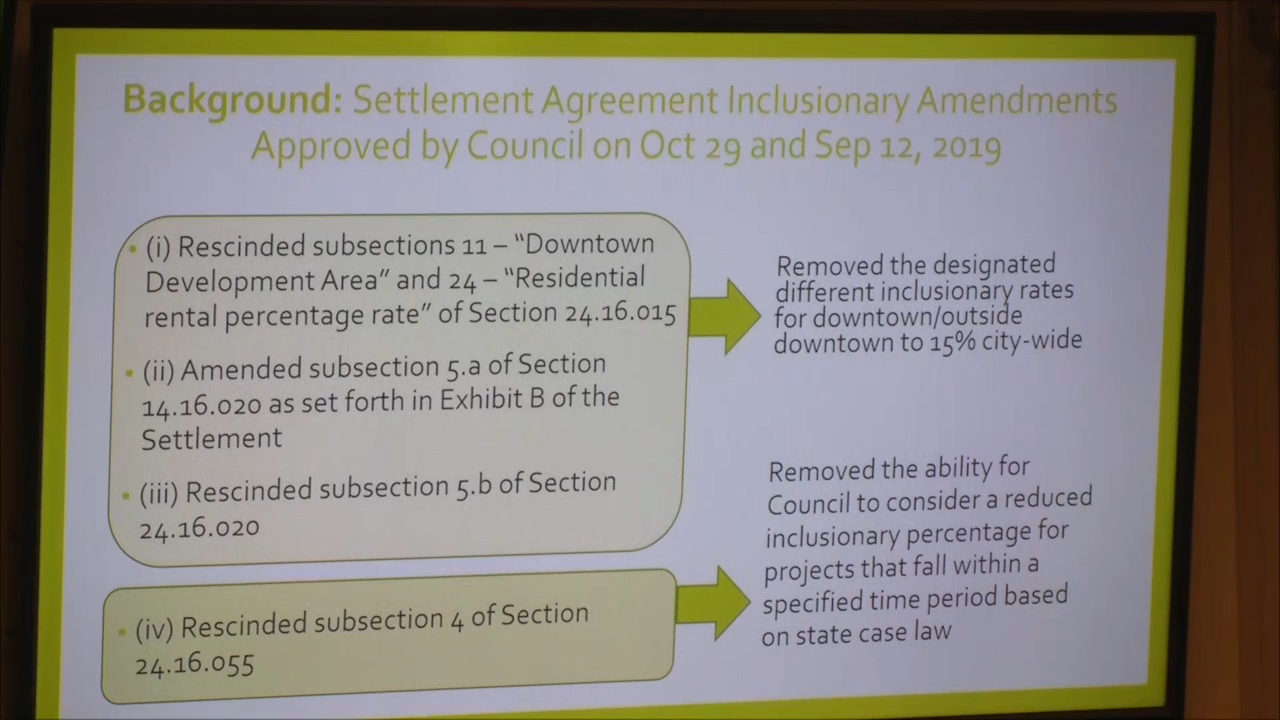 Background: Settlement Agreement Inclusionary Amendments
Approved by Council on Oct 29 and Sep 12, 2019
• (i) Rescinded subsections 11 – “Downtown
Development Area” and 24 – “Residential
rental percentage rate” of Section 24.16.015
• (ii) Amended subsection 5.a of Section
14.16.020 as set forth in Exhibit B of the
Settlement
• (iii) Rescinded subsection 5.b of Section
24.16.020
Removed the designated
different inclusionary rates
for downtown/outside
downtown to 15% city-wide
• (iv) Rescinded subsection 4 of Section
24.16.055
Removed the ability for
Council to consider a reduced
inclusionary percentage for
projects that fall within a
specified time period based
on state case law